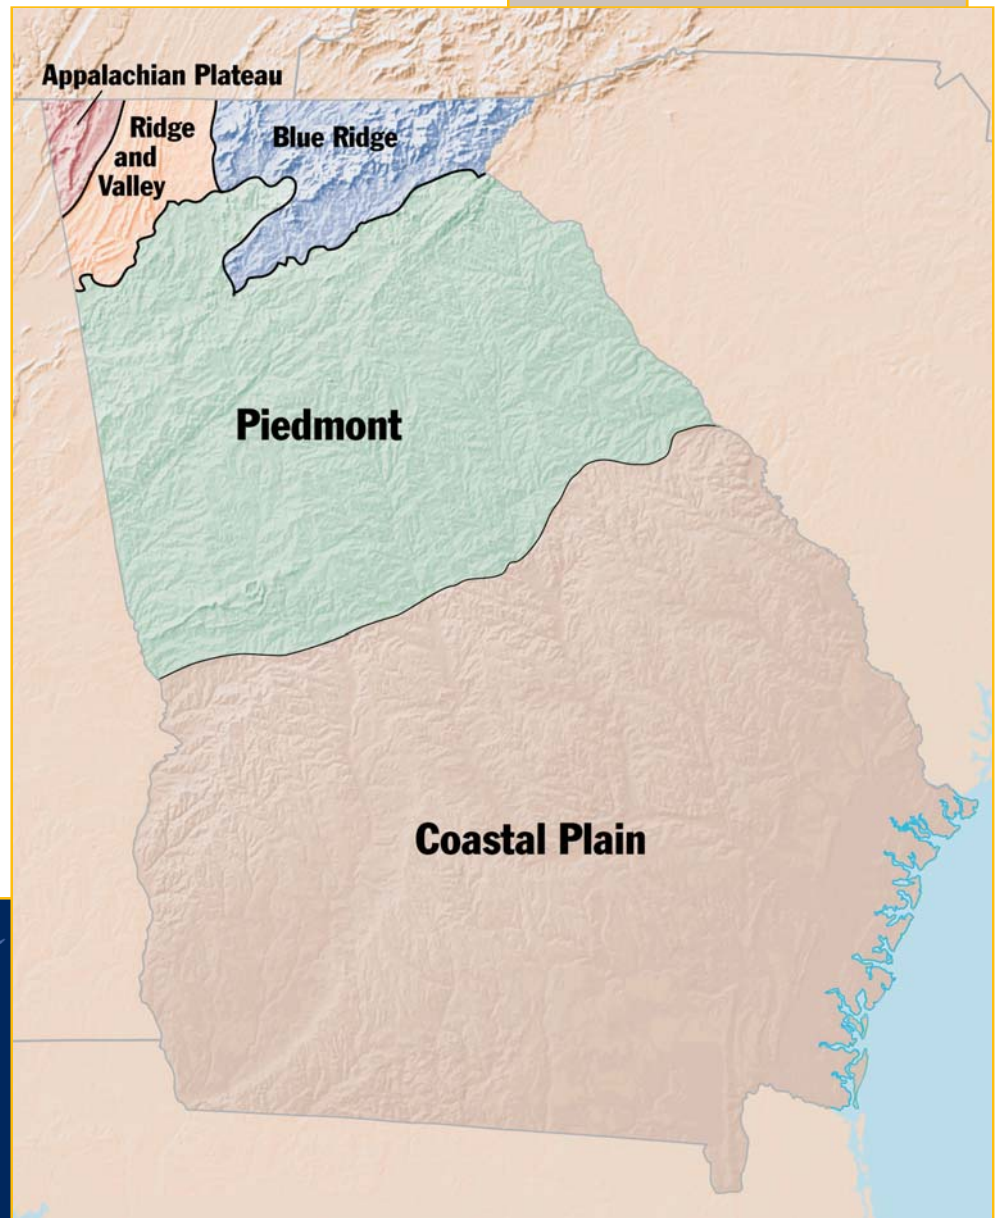 Appalachian Plateau
Ridge
and
Valley
Blue Ridge
Piedmont
Coastal Plain